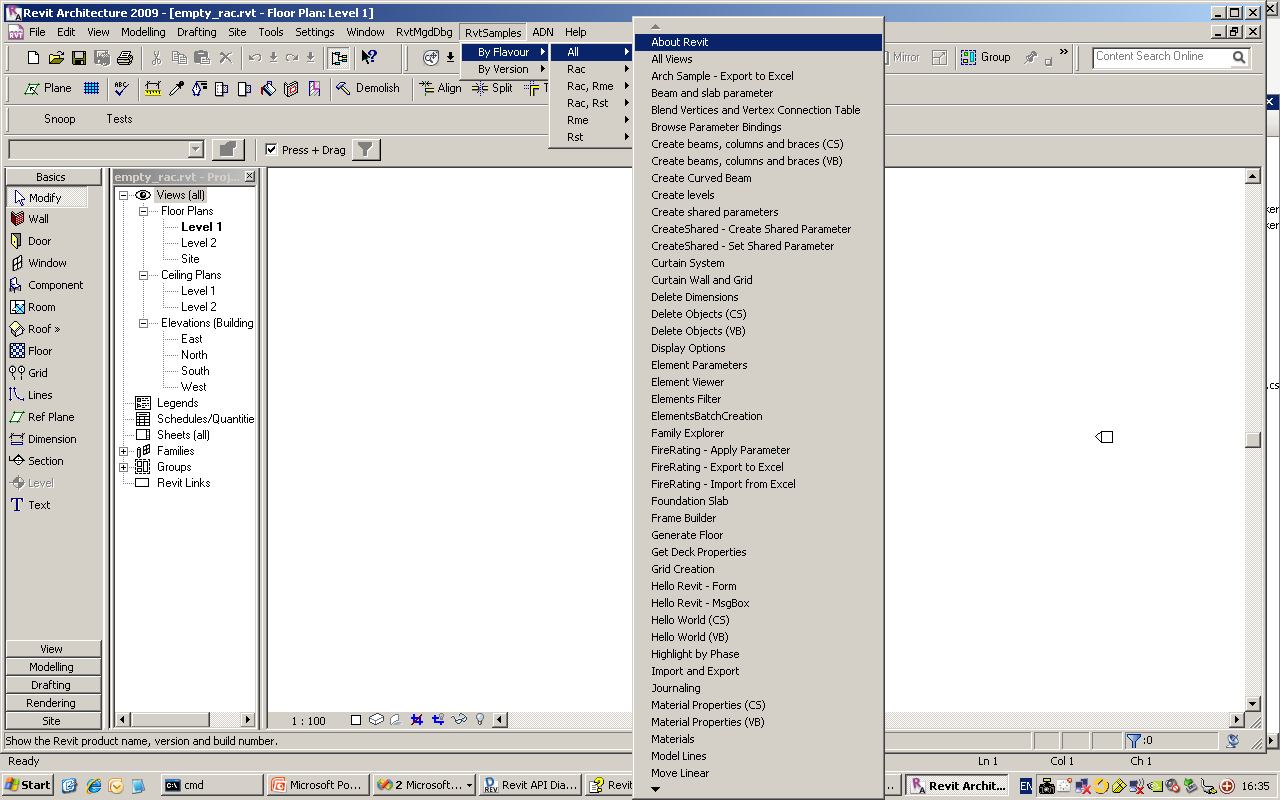 Revit Architecture 2009 - [empty_rac.rvt - Floor Plan: Level 1]
File Edit View Modelling Drafting Site Tools Settings Window RvtMgdDbg RvtSamples ADN Help
By Flavour
By Version
All
Rac
Rac, Rme
Rac, Rst
Rme
Rst
Mirror Group » Search Content Online
Plane Demolish Align Split T
Snoop Tests
Press + Drag
Basics
Modify
Wall
Door
Window
Component
Room
Roof »
Floor
Grid
Lines
Ref Plane
Dimension
Section
Level
Text
View
Modelling
Drafting
Rendering
Site
empty_rac.rvt - Proj...
Views (all)
Floor Plans
Level 1
Level 2
Site
Ceiling Plans
Level 1
Level 2
Elevations (Building
East
North
South
West
Legends
Schedules/Quantitie
Sheets (all)
Families
Groups
Revit Links
About Revit
All Views
Arch Sample - Export to Excel
Beam and slab parameter
Blend Vertices and Vertex Connection Table
Browse Parameter Bindings
Create beams, columns and braces (CS)
Create beams, columns and braces (VB)
Create Curved Beam
Create levels
Create shared parameters
CreateShared - Create Shared Parameter
CreateShared - Set Shared Parameter
Curtain System
Curtain Wall and Grid
Delete Dimensions
Delete Objects (CS)
Delete Objects (VB)
Display Options
Element Parameters
Element Viewer
Elements Filter
ElementsBatchCreation
Family Explorer
FireRating - Apply Parameter
FireRating - Export to Excel
FireRating - Import from Excel
Foundation Slab
Frame Builder
Generate Floor
Get Deck Properties
Grid Creation
Hello Revit - Form
Hello Revit - MsgBox
Hello World (CS)
Hello World (VB)
Highlight by Phase
Import and Export
Journaling
Material Properties (CS)
Material Properties (VB)
Materials
Model Lines
Move Linear
ker
ker
.cs
1 : 100
Show the Revit product name, version and build number. :0
Ready Ln 1 Col 1 Ch 1
Start cmd Microsoft Po... 2 Microsoft... Revit API Dia... Revit Revit Archit... EN 16:35